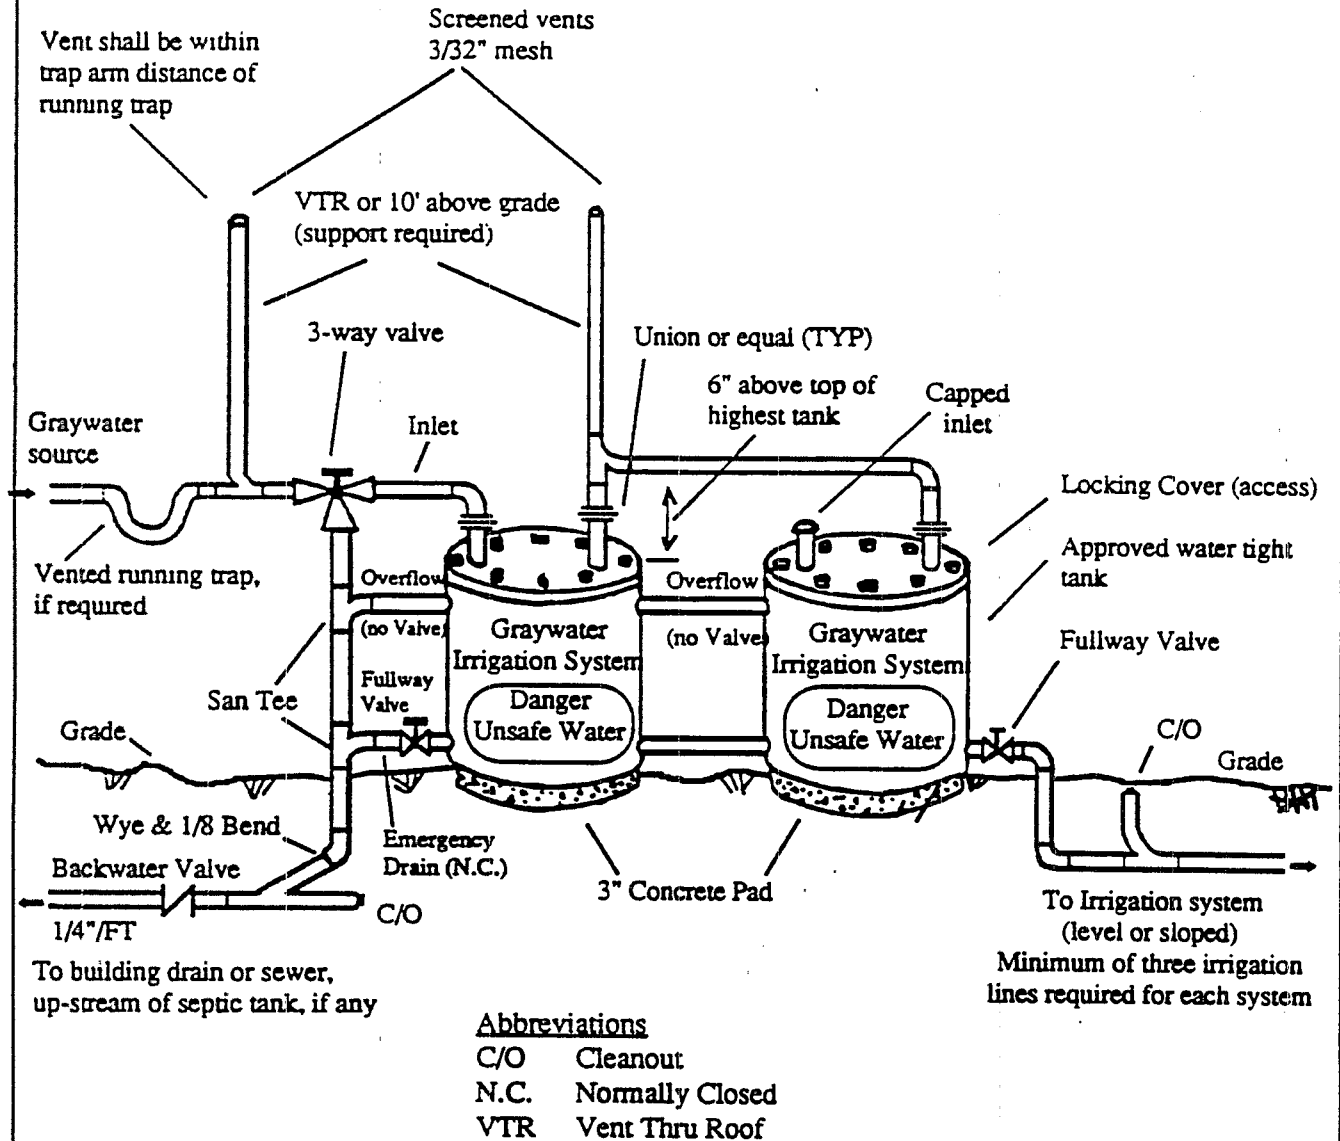 Screened vents
3/32" mesh
Vent shall be within
trap arm distance of
running trap
VTR or 10' above grade
(support required)
3-way valve
Union or equal (TYP)
6" above top of
highest tank
Capped
inlet
Graywater
source
Inlet
Locking Cover (access)
Approved water tight
tank
Vented running trap,
if required
Overflow
(no Valve)
Overflow
(no Valve)
Graywater
Irrigation System
Danger
Unsafe Water
Graywater
Irrigation System
Danger
Unsafe Water
Fullway Valve
Fullway
Valve
San Tee
C/O
Grade
Grade
Wye & 1/8 Bend
Emergency
Drain (N.C.)
Backwater Valve
3" Concrete Pad
C/O
1/4"/FT
To building drain or sewer,
up-stream of septic tank, if any
To Irrigation system
(level or sloped)
Minimum of three irrigation
lines required for each system
Abbreviations
C/O Cleanout
N.C. Normally Closed
VTR Vent Thru Roof